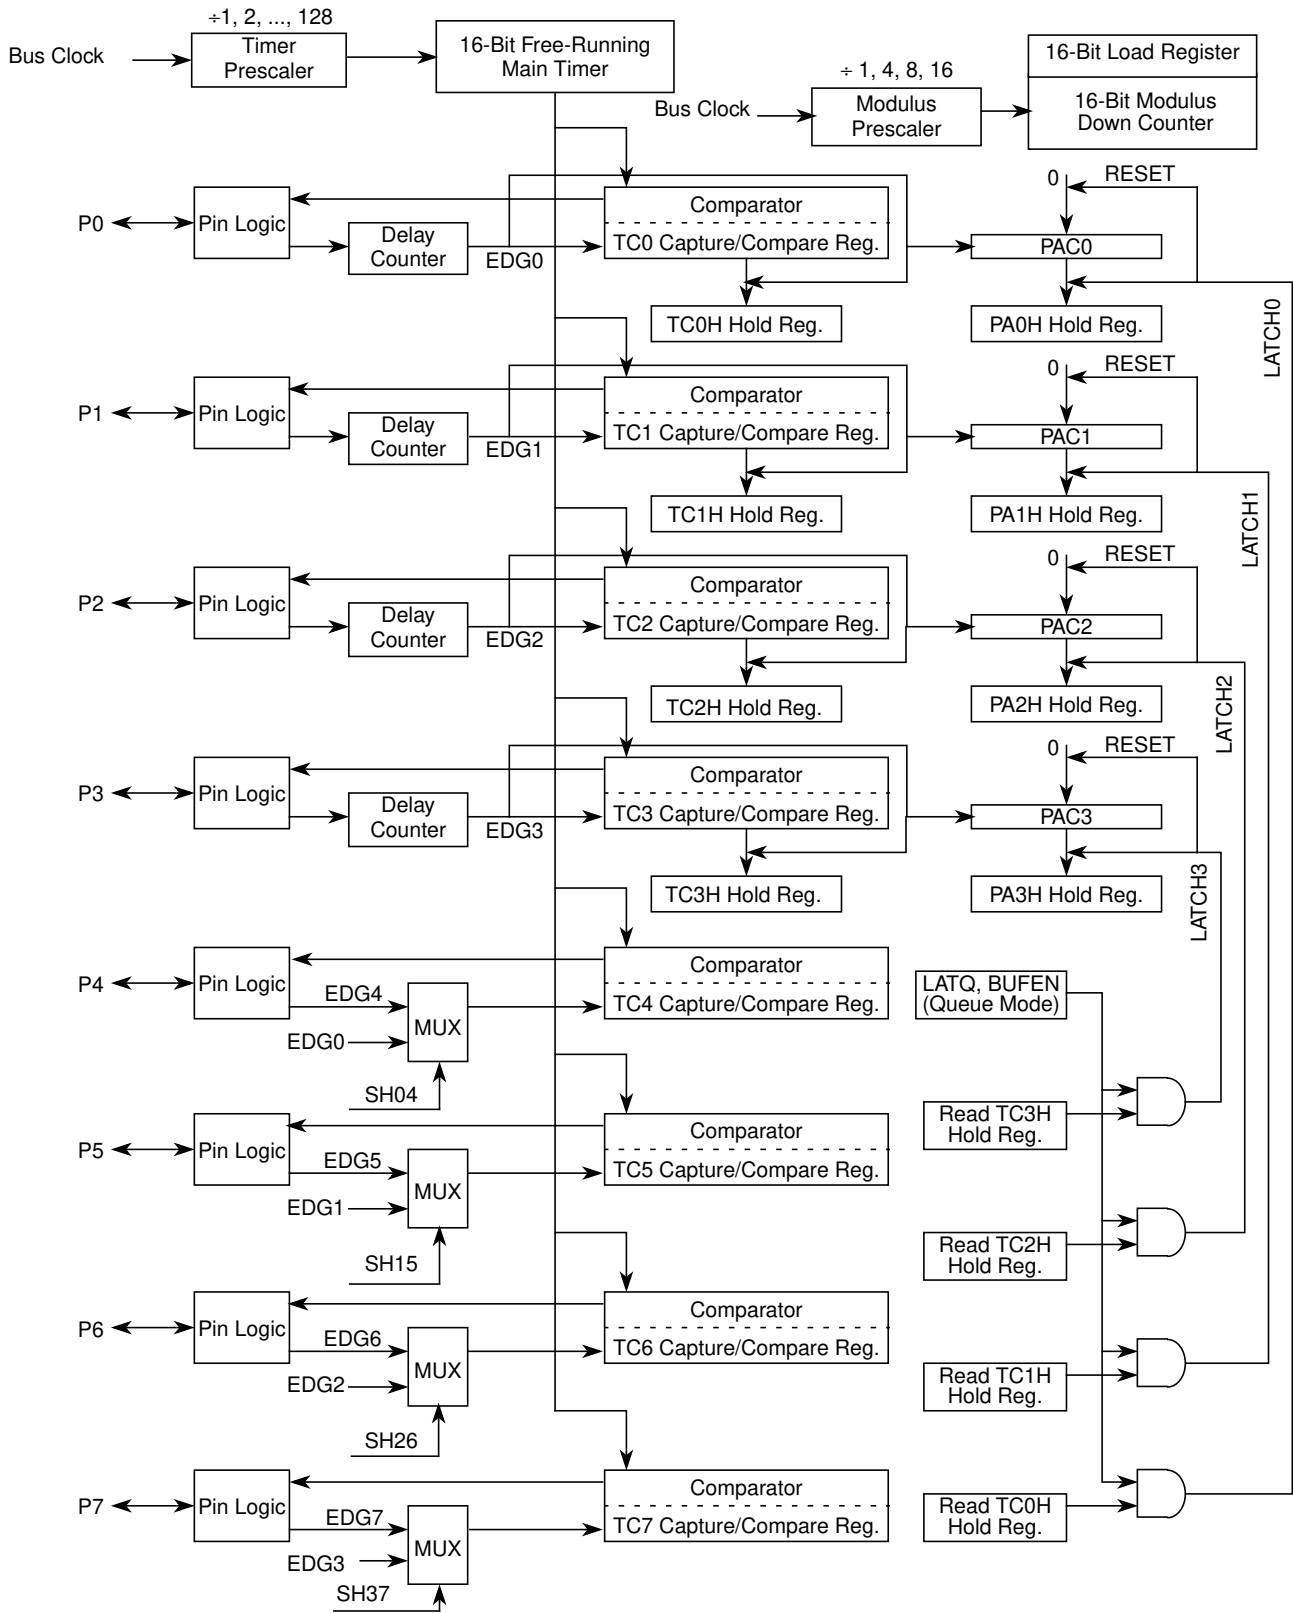 ÷1, 2, ..., 128
Bus Clock
Timer
Prescaler
16-Bit Free-Running
Main Timer
÷ 1, 4, 8, 16
Bus Clock
Modulus
Prescaler
16-Bit Load Register
16-Bit Modulus
Down Counter
P0
Pin Logic
Delay
Counter
EDG0
Comparator
TC0 Capture/Compare Reg.
TC0H Hold Reg.
0
RESET
PAC0
PA0H Hold Reg.
LATCH0
P1
Pin Logic
Delay
Counter
EDG1
Comparator
TC1 Capture/Compare Reg.
TC1H Hold Reg.
0
RESET
PAC1
PA1H Hold Reg.
LATCH1
P2
Pin Logic
Delay
Counter
EDG2
Comparator
TC2 Capture/Compare Reg.
TC2H Hold Reg.
0
RESET
PAC2
PA2H Hold Reg.
LATCH2
P3
Pin Logic
Delay
Counter
EDG3
Comparator
TC3 Capture/Compare Reg.
TC3H Hold Reg.
0
RESET
PAC3
PA3H Hold Reg.
LATCH3
P4
Pin Logic
EDG4
EDG0
MUX
SH04
Comparator
TC4 Capture/Compare Reg.
LATQ, BUFEN
(Queue Mode)
P5
Pin Logic
EDG5
EDG1
MUX
SH15
Comparator
TC5 Capture/Compare Reg.
Read TC3H
Hold Reg.
P6
Pin Logic
EDG6
EDG2
MUX
SH26
Comparator
TC6 Capture/Compare Reg.
Read TC2H
Hold Reg.
Read TC1H
Hold Reg.
P7
Pin Logic
EDG7
EDG3
MUX
SH37
Comparator
TC7 Capture/Compare Reg.
Read TC0H
Hold Reg.